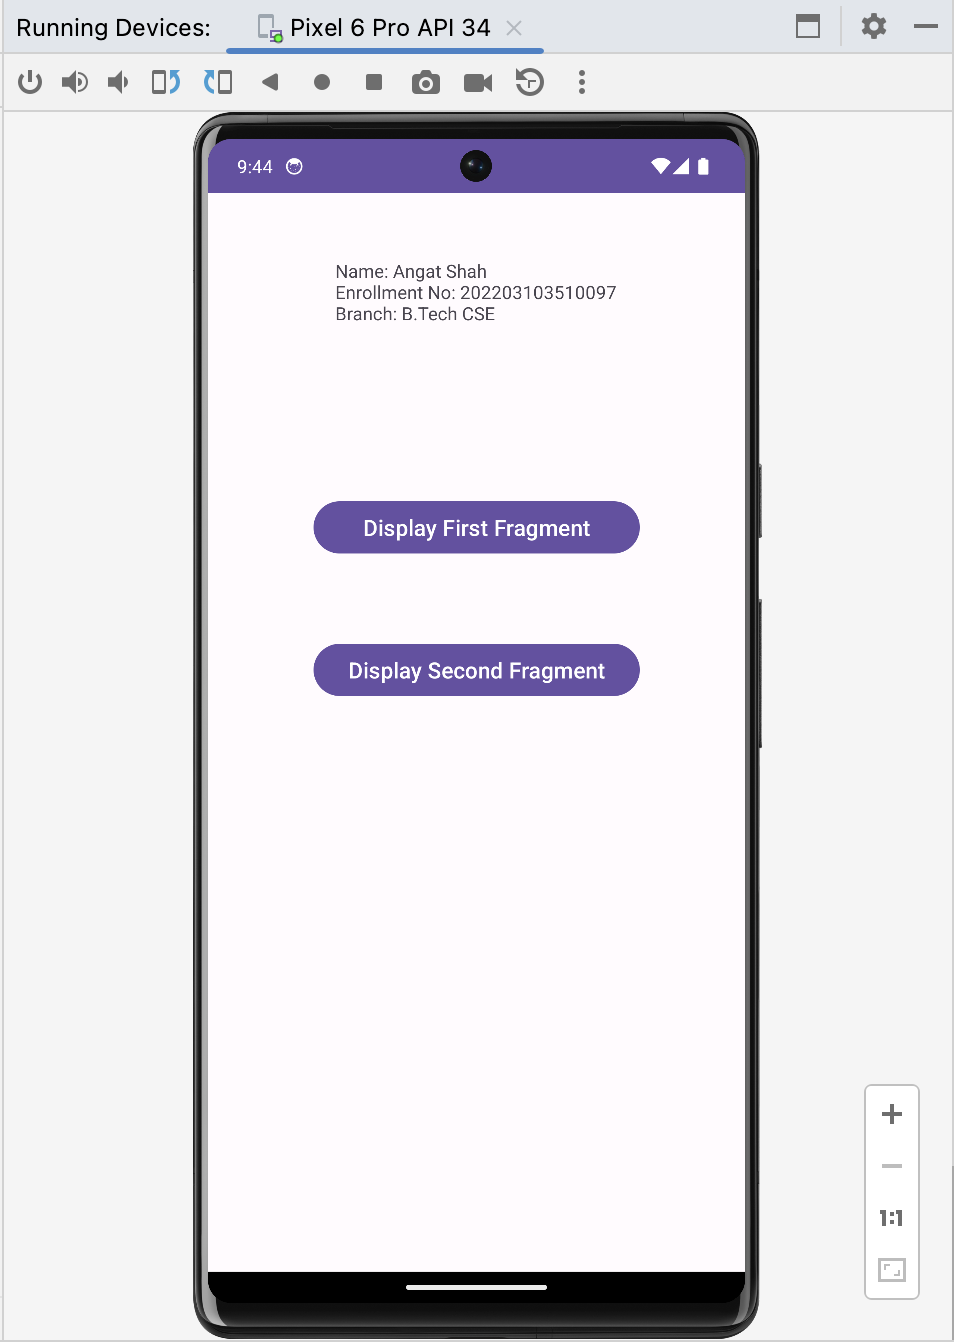 Running Devices: Pixel 6 Pro API 34
9:44
Name: Angat Shah
Enrollment No: 202203103510097
Branch: B.Tech CSE
Display First Fragment
Display Second Fragment
1:1